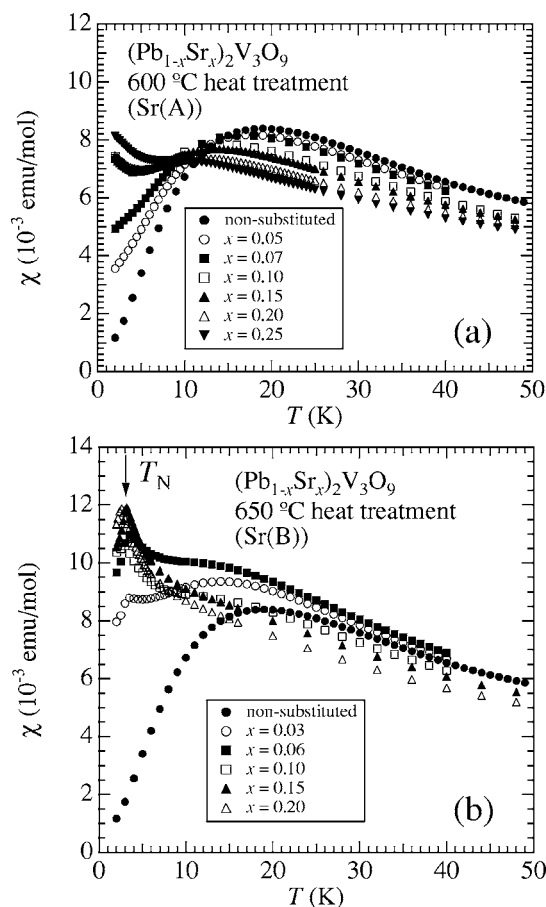 (Pb1-xSrx)2V3O9
600 ºC heat treatment
(Sr(A))
χ (10-3 emu/mol)
12
10
8
6
4
2
0
non-substituted
x = 0.05
x = 0.07
x = 0.10
x = 0.15
x = 0.20
x = 0.25
(a)
0 10 20 30 40 50
T (K)
TN
(Pb1-xSrx)2V3O9
650 ºC heat treatment
(Sr(B))
χ (10-3 emu/mol)
14
12
10
8
6
4
2
0
non-substituted
x = 0.03
x = 0.06
x = 0.10
x = 0.15
x = 0.20
(b)
0 10 20 30 40 50
T (K)